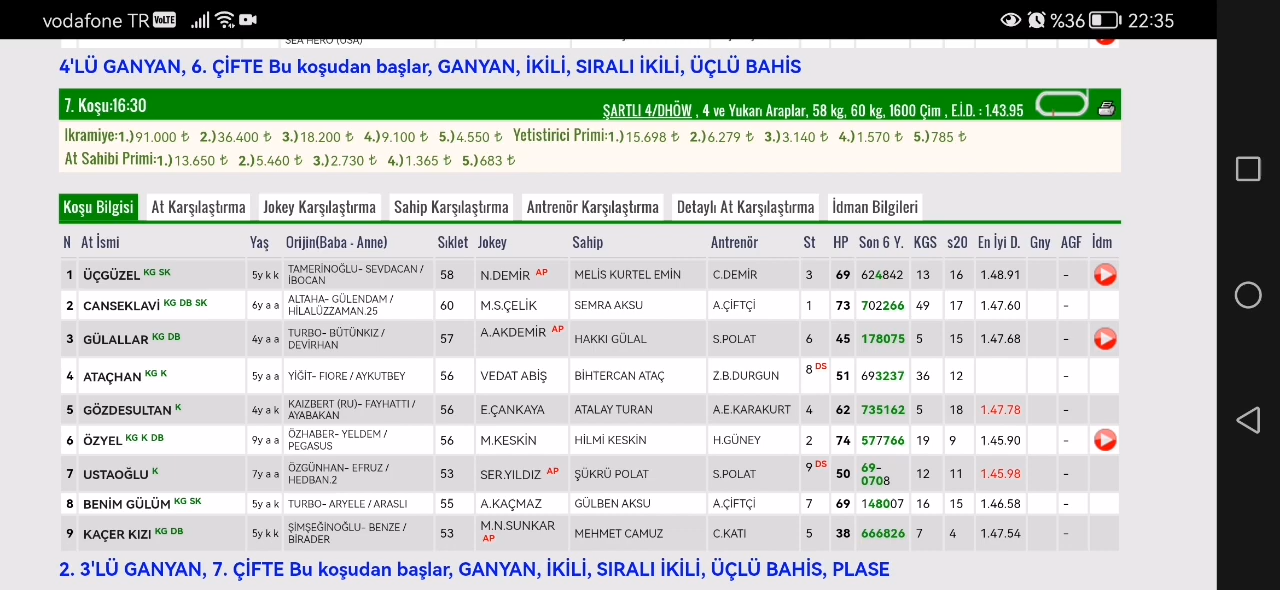 vodafone TR VoLTE %36 22:35
SEA HERO (USA)
4'LÜ GANYAN, 6. ÇİFTE Bu koşudan başlar, GANYAN, İKİLİ, SIRALI İKİLİ, ÜÇLÜ BAHİS
7. Koşu:16:30 ŞARTLI 4/DHÖW , 4 ve Yukarı Araplar, 58 kg, 60 kg, 1600 Çim , E.İ.D. : 1.43.95
Ikramiye:1.)91.000 ₺ 2.)36.400 ₺ 3.)18.200 ₺ 4.)9.100 ₺ 5.)4.550 ₺ Yetistirici Primi:1.)15.698 ₺ 2.)6.279 ₺ 3.)3.140 ₺ 4.)1.570 ₺ 5.)785 ₺
At Sahibi Primi:1.)13.650 ₺ 2.)5.460 ₺ 3.)2.730 ₺ 4.)1.365 ₺ 5.)683 ₺
Koşu Bilgisi At Karşılaştırma Jokey Karşılaştırma Sahip Karşılaştırma Antrenör Karşılaştırma Detaylı At Karşılaştırma İdman Bilgileri
N At İsmi Yaş Orijin(Baba - Anne) Sıklet Jokey Sahip Antrenör St HP Son 6 Y. KGS s20 En İyi D. Gny AGF İdm
1 ÜÇGÜZEL KG SK 5y k k TAMERİNOĞLU- SEVDACAN / İBOCAN 58 N.DEMİR AP MELİS KURTEL EMİN C.DEMİR 3 69 624842 13 16 1.48.91 -
2 CANSEKLAVİ KG DB SK 6y a a ALTAHA- GÜLENDAM / HİLALÜZZAMAN.25 60 M.S.ÇELİK SEMRA AKSU A.ÇİFTÇİ 1 73 702266 49 17 1.47.60 -
3 GÜLALLAR KG DB 4y a a TURBO- BÜTÜNKIZ / DEVİRHAN 57 A.AKDEMİR AP HAKKI GÜLAL S.POLAT 6 45 178075 5 15 1.47.68 -
4 ATAÇHAN KG K 5y a a YİĞİT- FIORE / AYKUTBEY 56 VEDAT ABİŞ BİHTERCAN ATAÇ Z.B.DURGUN 8 DS 51 693237 36 12 -
5 GÖZDESULTAN K 4y a k KAIZBERT (RU)- FAYHATTI / AYABAKAN 56 E.ÇANKAYA ATALAY TURAN A.E.KARAKURT 4 62 735162 5 18 1.47.78 -
6 ÖZYEL KG K DB 9y a a ÖZHABER- YELDEM / PEGASUS 56 M.KESKİN HİLMİ KESKİN H.GÜNEY 2 74 577766 19 9 1.45.90 -
7 USTAOĞLU K 7y a a ÖZGÜNHAN- EFRUZ / HEDBAN.2 53 SER.YILDIZ AP ŞÜKRÜ POLAT S.POLAT 9 DS 50 69-0708 12 11 1.45.98 -
8 BENİM GÜLÜM KG SK 5y a k TURBO- ARYELE / ARASLI 55 A.KAÇMAZ GÜLBEN AKSU A.ÇİFTÇİ 7 69 148007 16 15 1.46.58 -
9 KAÇER KIZI KG DB 5y k k ŞİMŞEĞİNOĞLU- BENZE / BİRADER 53 M.N.SUNKAR AP MEHMET CAMUZ C.KATI 5 38 666826 7 4 1.47.54 -
2. 3'LÜ GANYAN, 7. ÇİFTE Bu koşudan başlar, GANYAN, İKİLİ, SIRALI İKİLİ, ÜÇLÜ BAHİS, PLASE